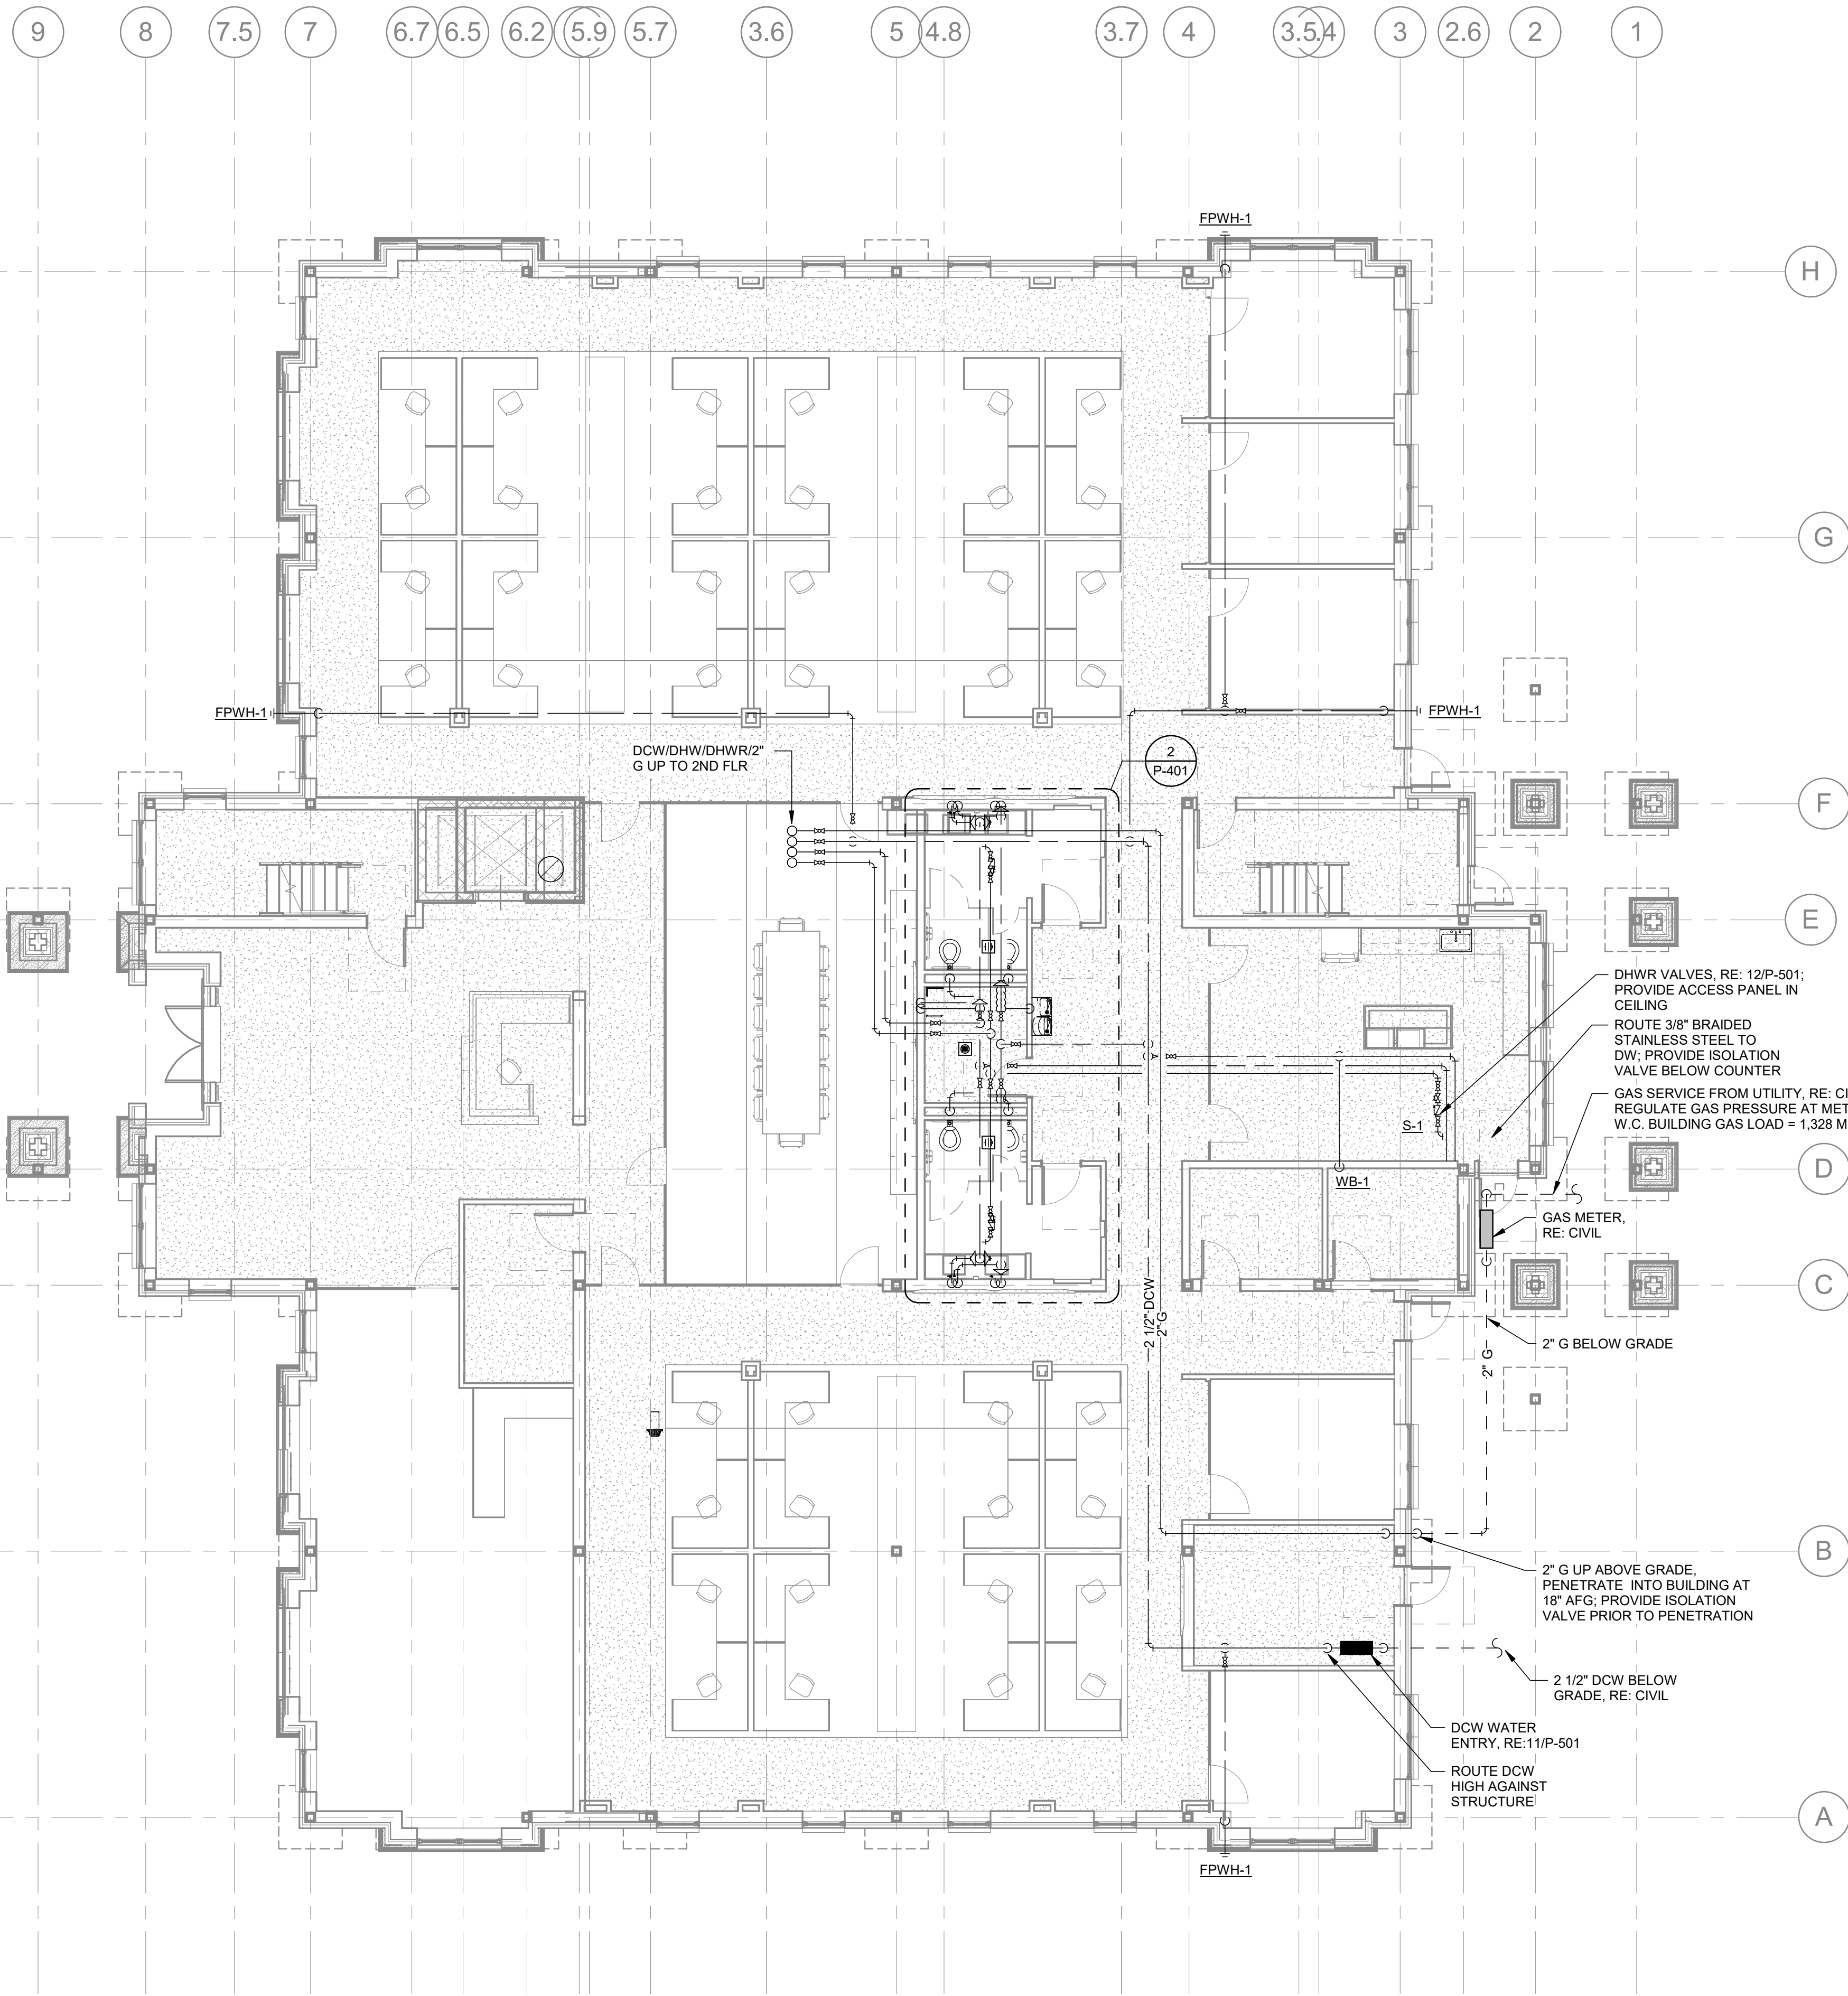 9
8
7.5
7
6.7
6.5
6.2
5.9
5.7
3.6
5
4.8
3.7
4
3.5
3
2.6
2
1
FPWH-1
H
G
FPWH-1
FPWH-1
DCW/DHW/DHWR/2"
G UP TO 2ND FLR
2
P-401
F
E
DHWR VALVES, RE: 12/P-501;
PROVIDE ACCESS PANEL IN
CEILING
ROUTE 3/8" BRAIDED
STAINLESS STEEL TO
DW; PROVIDE ISOLATION
VALVE BELOW COUNTER
GAS SERVICE FROM UTILITY, RE: CI
REGULATE GAS PRESSURE AT MET
W.C. BUILDING GAS LOAD = 1,328 M
S-1
D
WB-1
GAS METER,
RE: CIVIL
C
2 1/2" DCW
2" G
2" G
2" G BELOW GRADE
B
2" G UP ABOVE GRADE,
PENETRATE INTO BUILDING AT
18" AFG; PROVIDE ISOLATION
VALVE PRIOR TO PENETRATION
2 1/2" DCW BELOW
GRADE, RE: CIVIL
DCW WATER
ENTRY, RE:11/P-501
ROUTE DCW
HIGH AGAINST
STRUCTURE
A
FPWH-1